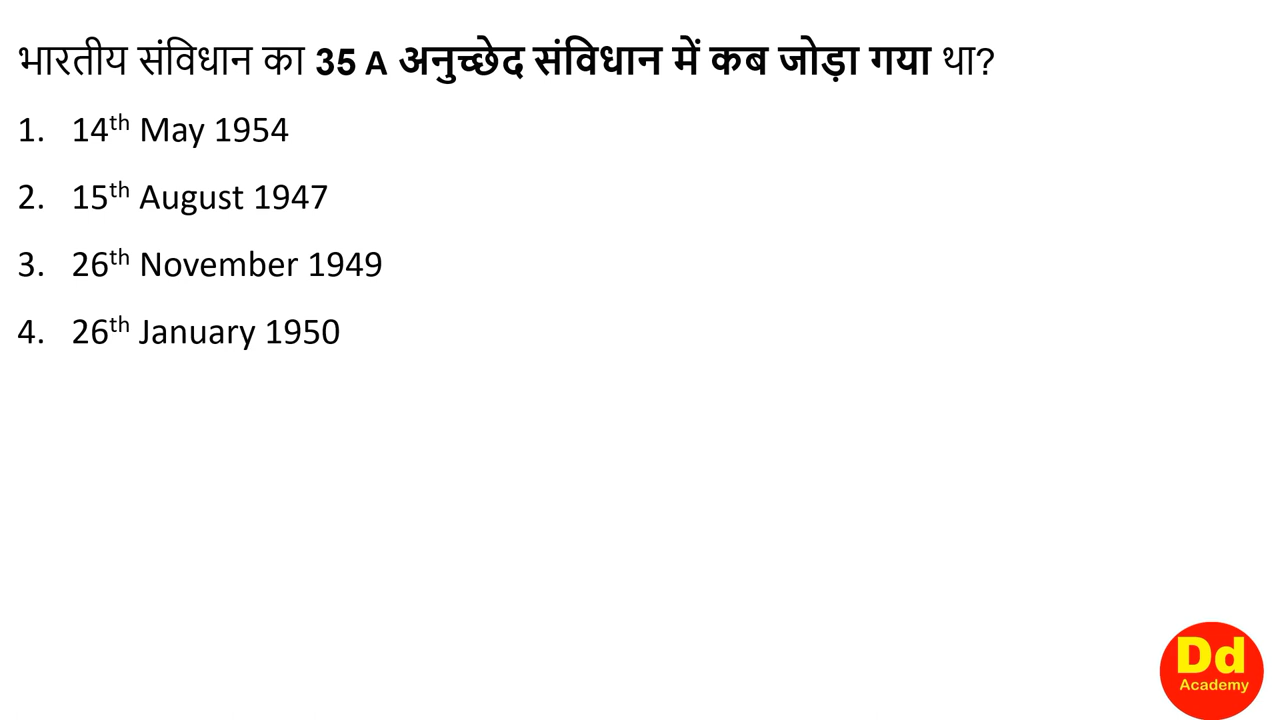 भारतीय संविधान का 35 A अनुच्छेद संविधान में कब जोड़ा गया था?
1. 14th May 1954
2. 15th August 1947
3. 26th November 1949
4. 26th January 1950
Dd
Academy